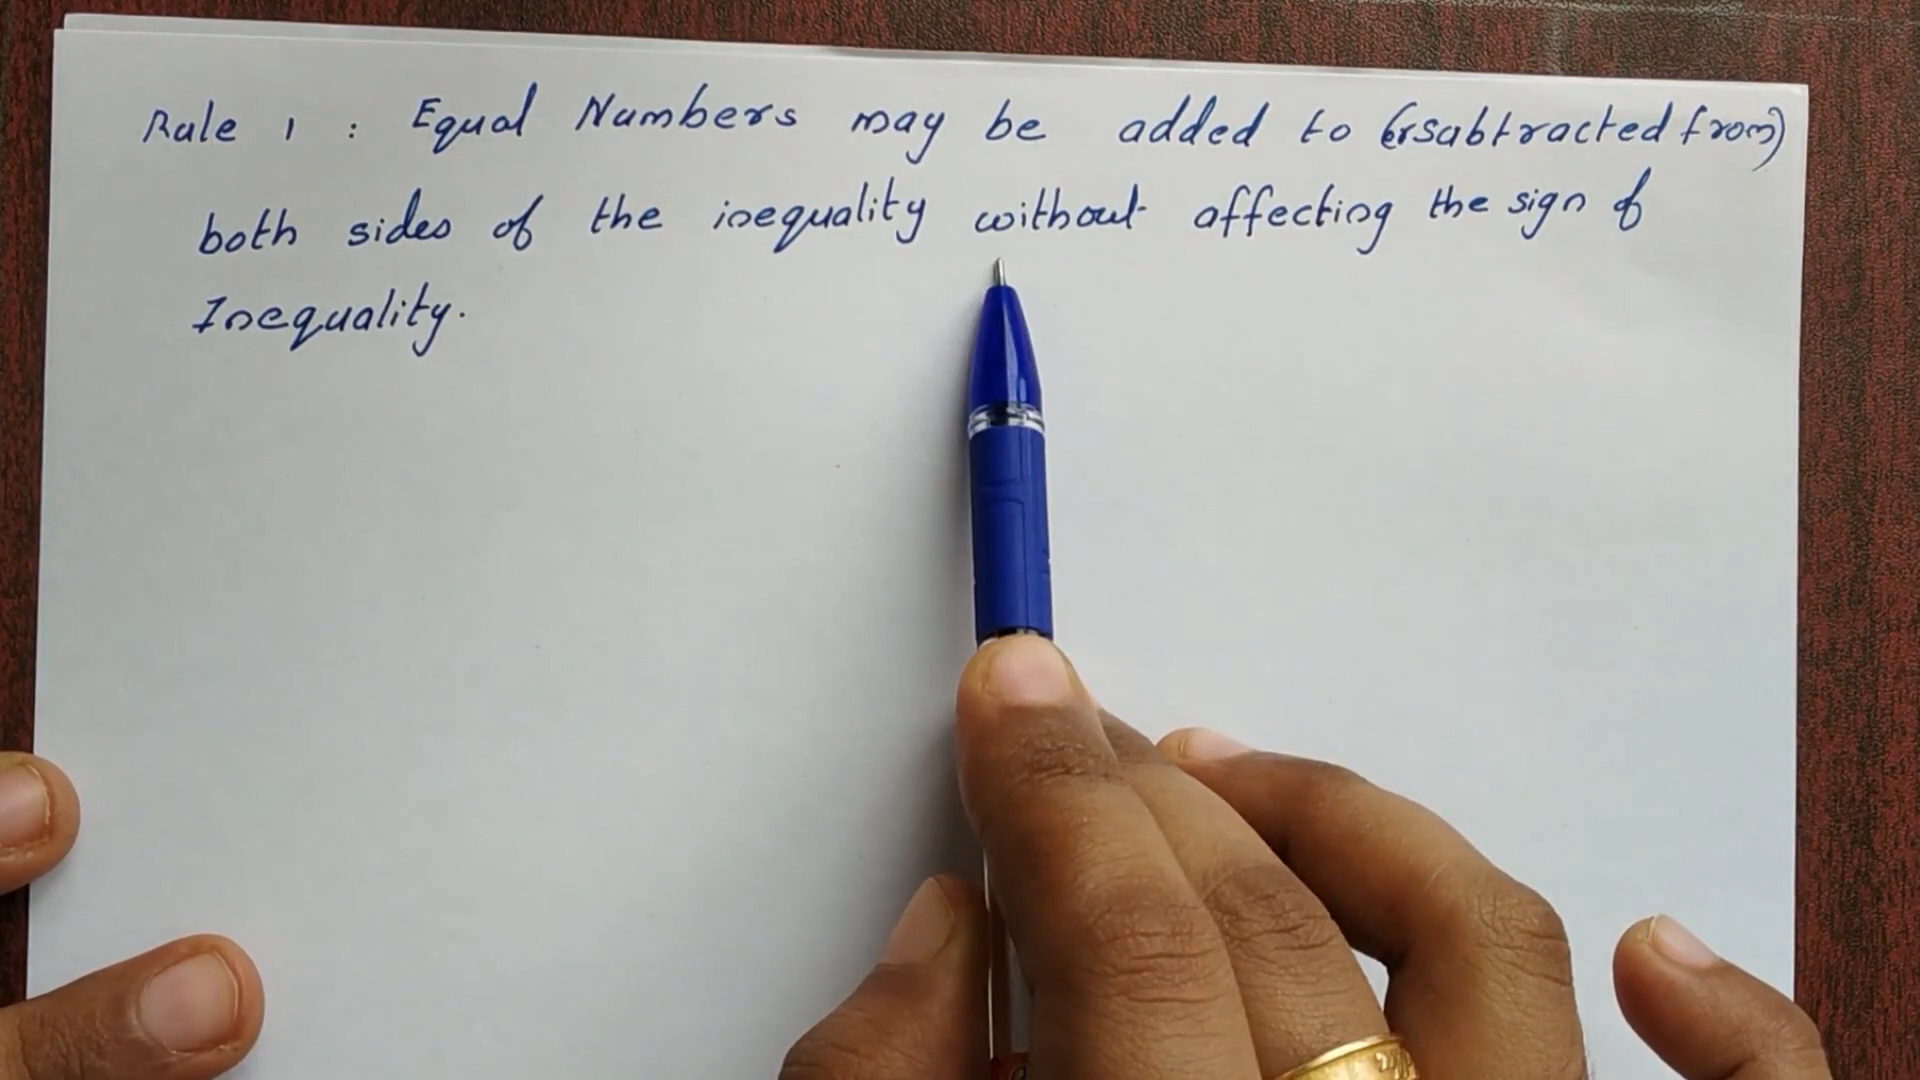 Rule 1 : Equal Numbers may be added to (or subtracted from)
both sides of the inequality without affecting the sign of
Inequality.